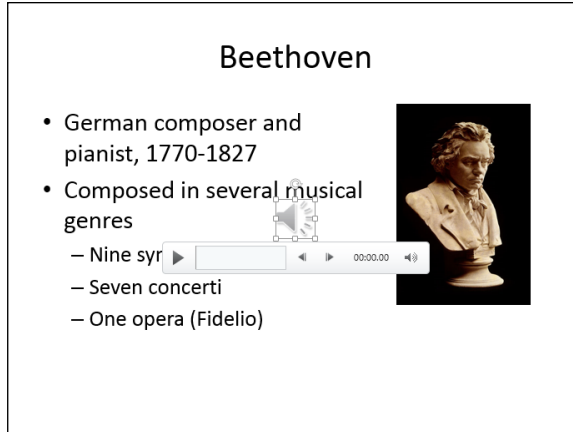 Beethoven
• German composer and
pianist, 1770-1827
• Composed in several musical
genres
– Nine
– Seven concerti
– One opera (Fidelio)
00:00.00